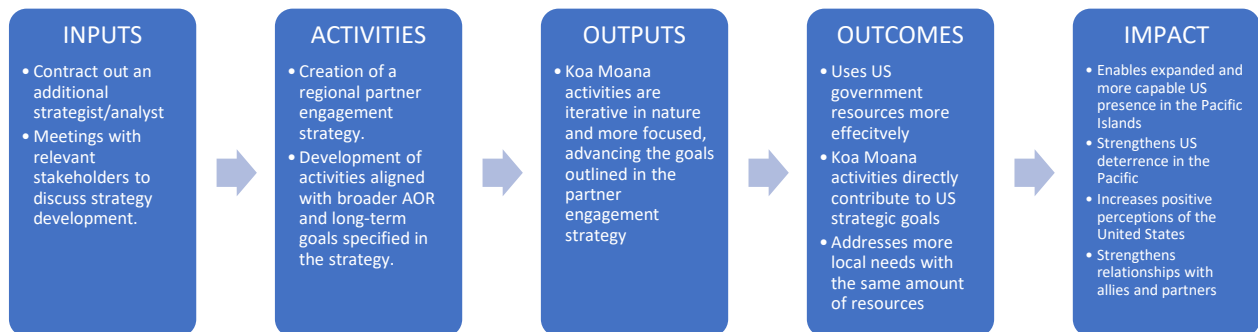 INPUTS
• Contract out an
additional
strategist/analyst
• Meetings with
relevant
stakeholders to
discuss strategy
development.
ACTIVITIES
• Creation of a
regional partner
engagement
strategy.
• Development of
activities aligned
with broader AOR
and long-term
goals specified in
the strategy.
OUTPUTS
• Koa Moana
activities are
iterative in nature
and more focused,
advancing the goals
outlined in the
partner
engagement
strategy
OUTCOMES
• Uses US
government
resources more
effecitvely
• Koa Moana
activities directly
contribute to US
strategic goals
• Addresses more
local needs with
the same amount
of resources
IMPACT
• Enables expanded and
more capable US
presence in the Pacific
Islands
• Strengthens US
deterrence in the
Pacific
• Increases positive
perceptions of the
United States
• Strengthens
relationships with
allies and partners